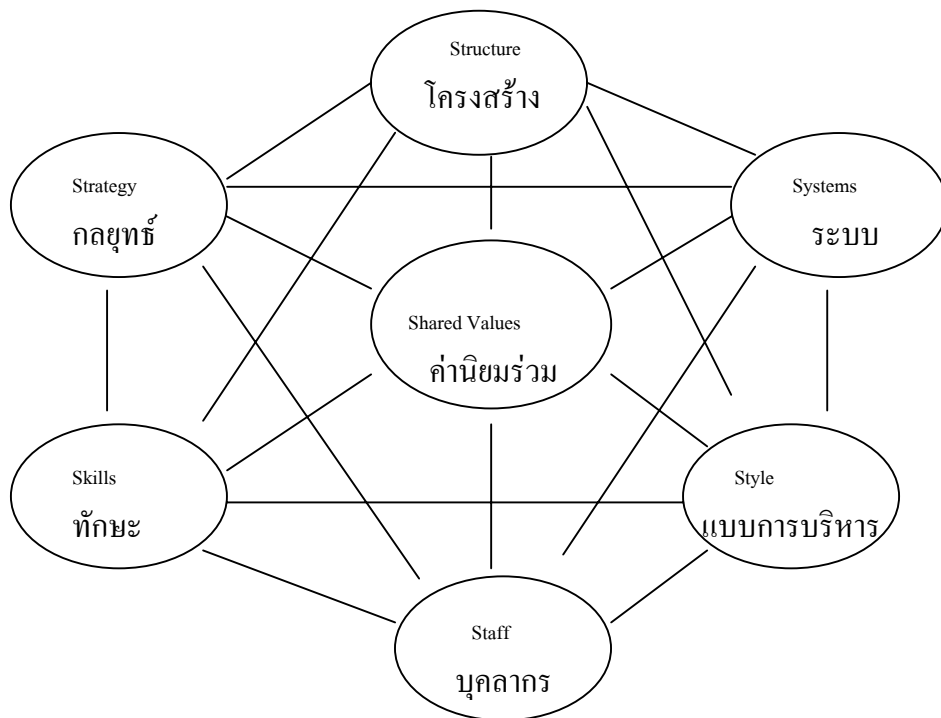 Structure
โครงสร้าง
Strategy
กลยุทธ์
Systems
ระบบ
Shared Values
ค่านิยมร่วม
Skills
ทักษะ
Style
แบบการบริหาร
Staff
บุคลากร